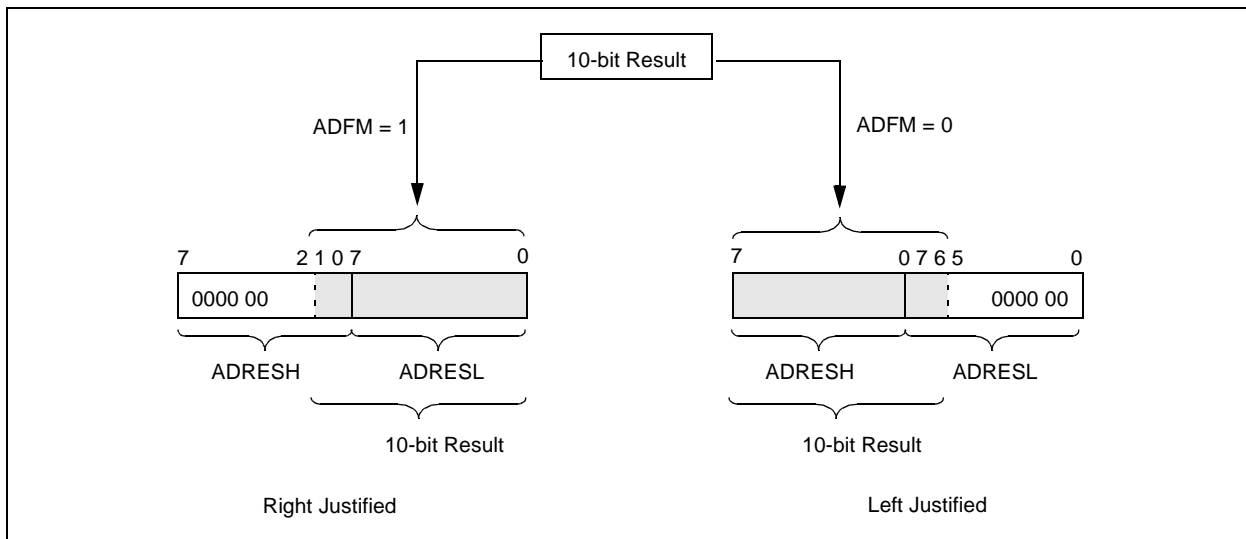 10-bit Result
ADFM = 1
ADFM = 0
7 2 1 0 7 0
7 0 7 6 5 0
0000 00
0000 00
ADRESH ADRESL
ADRESH ADRESL
10-bit Result
10-bit Result
Right Justified
Left Justified